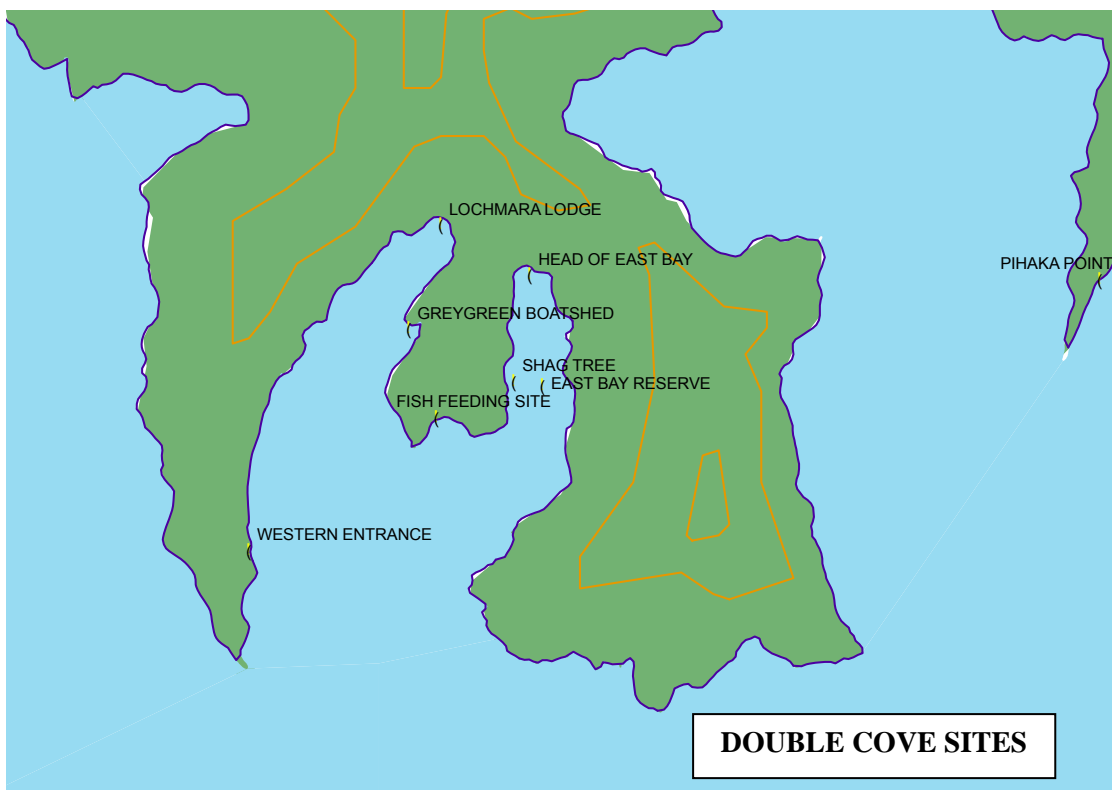 LOCHMARA LODGE
HEAD OF EAST BAY
PIHAKA POINT
GREYGREEN BOATSHED
SHAG TREE
EAST BAY RESERVE
FISH FEEDING SITE
WESTERN ENTRANCE
DOUBLE COVE SITES